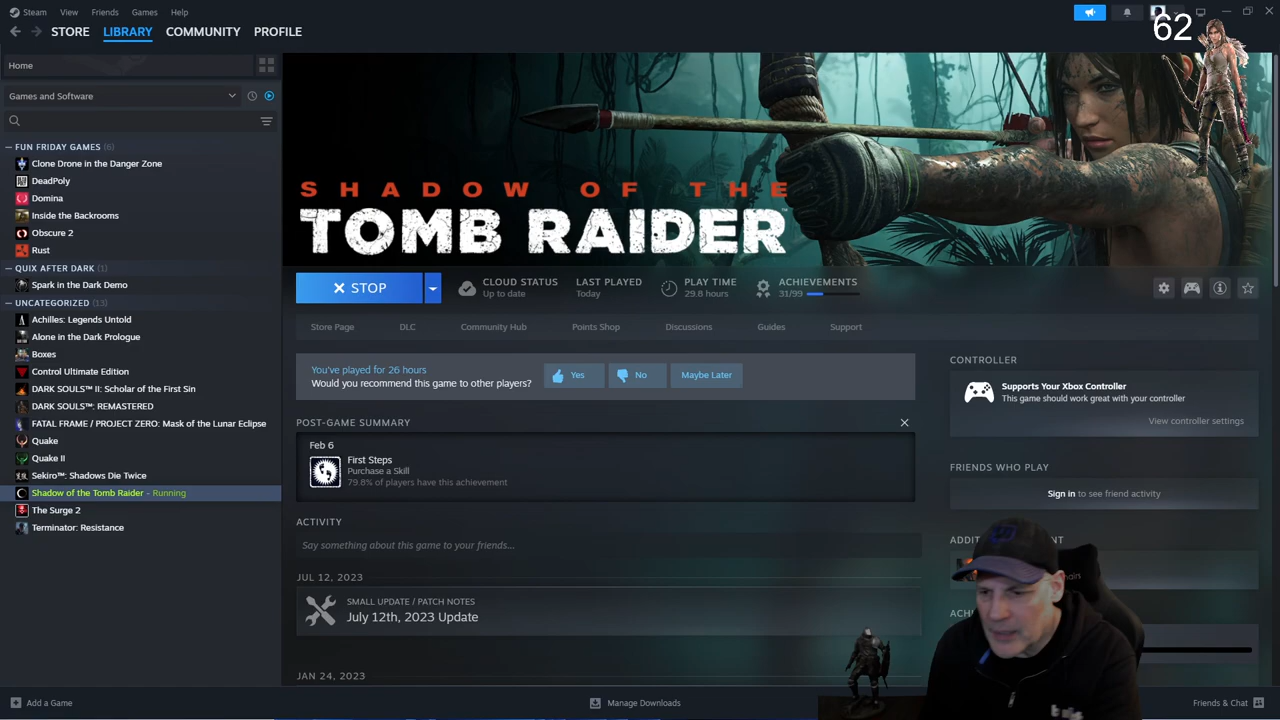 Steam View Friends Games Help
62
STORE LIBRARY COMMUNITY PROFILE
Home
Games and Software
FUN FRIDAY GAMES (6)
Clone Drone in the Danger Zone
DeadPoly
Domina
Inside the Backrooms
Obscure 2
Rust
QUIX AFTER DARK (1)
Spark in the Dark Demo
UNCATEGORIZED (13)
Achilles: Legends Untold
Alone in the Dark Prologue
Boxes
Control Ultimate Edition
DARK SOULS™ II: Scholar of the First Sin
DARK SOULS™: REMASTERED
FATAL FRAME / PROJECT ZERO: Mask of the Lunar Eclipse
Quake
Quake II
Sekiro™: Shadows Die Twice
Shadow of the Tomb Raider - Running
The Surge 2
Terminator: Resistance
SHADOW OF THE
TOMB RAIDER
STOP
CLOUD STATUS
Up to date
LAST PLAYED
Today
PLAY TIME
29.8 hours
ACHIEVEMENTS
31/99
Store Page DLC Community Hub Points Shop Discussions Guides Support
You've played for 26 hours
Would you recommend this game to other players?
Yes No Maybe Later
POST-GAME SUMMARY
Feb 6
First Steps
Purchase a Skill
79.8% of players have this achievement
ACTIVITY
Say something about this game to your friends...
JUL 12, 2023
SMALL UPDATE / PATCH NOTES
July 12th, 2023 Update
JAN 24, 2023
CONTROLLER
Supports Your Xbox Controller
This game should work great with your controller
View controller settings
FRIENDS WHO PLAY
Sign in to see friend activity
Add a Game
Manage Downloads
Friends & Chat